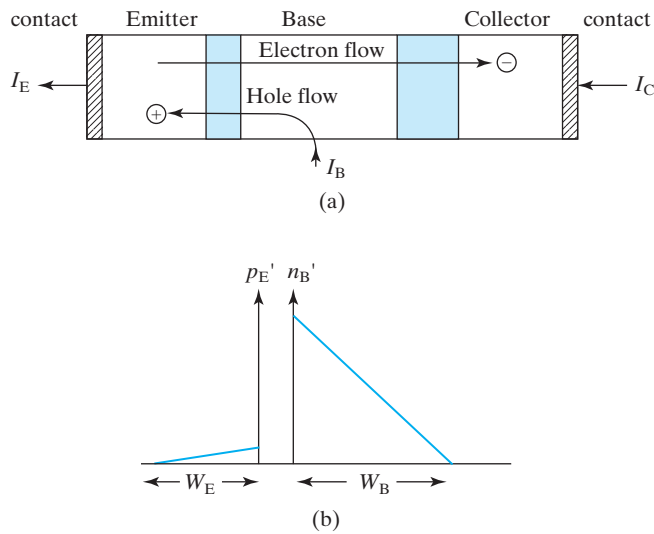 contact Emitter Base Collector contact
Electron flow −
I_E I_C
Hole flow
+
I_B
(a)
p_E' n_B'
W_E W_B
(b)